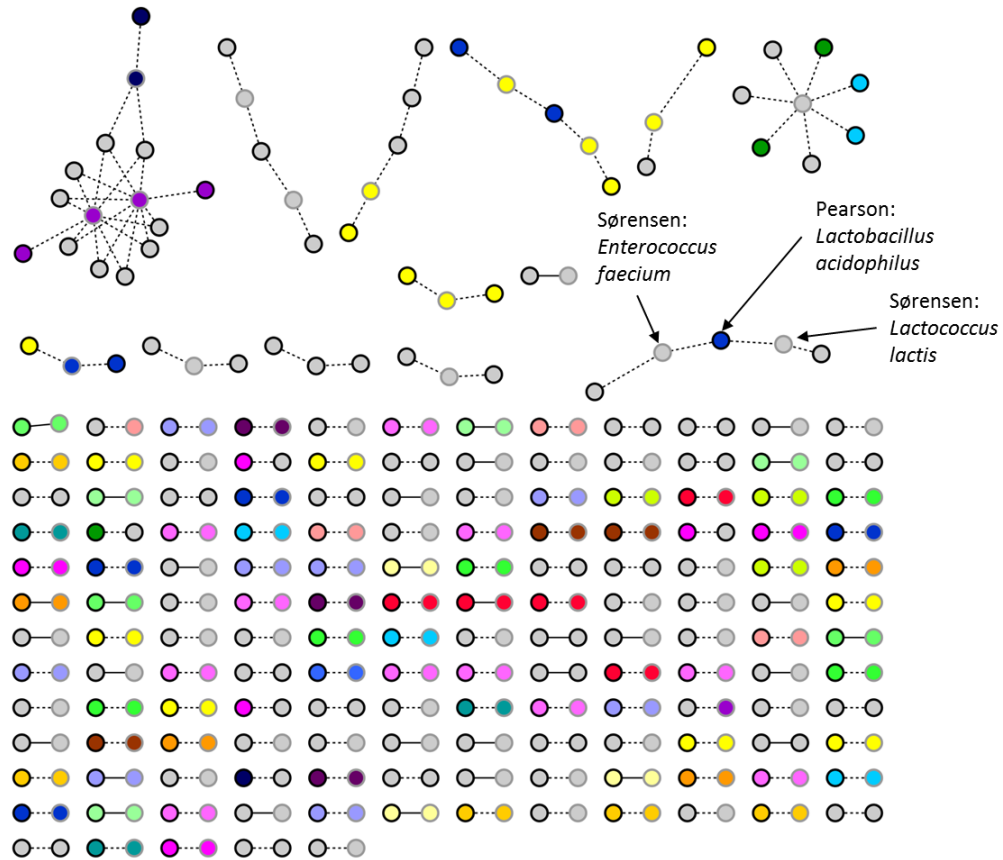 Sørensen:
Enterococcus
faecium
Pearson:
Lactobacillus
acidophilus
Sørensen:
Lactococcus
lactis